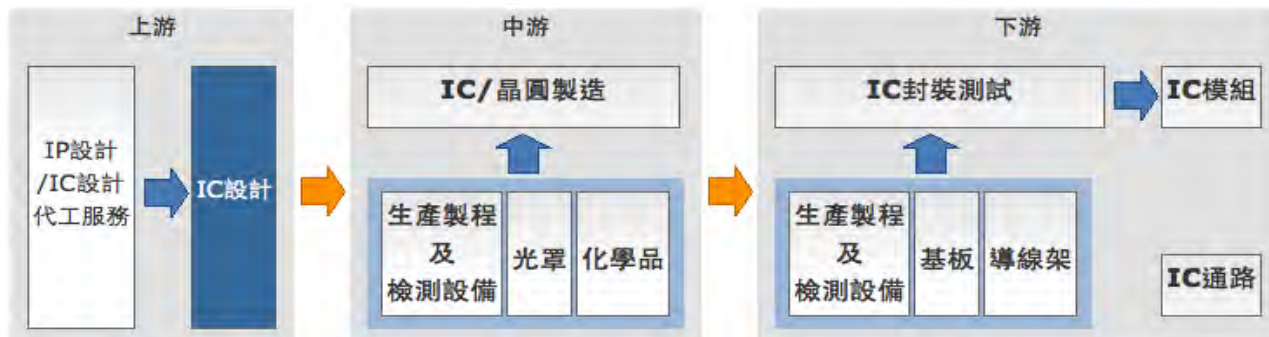 上游
IP設計
/IC設計
代工服務
IC設計
中游
IC/晶圓製造
生產製程
及
檢測設備
光罩
化學品
下游
IC封裝測試
IC模組
生產製程
及
檢測設備
基板
導線架
IC通路